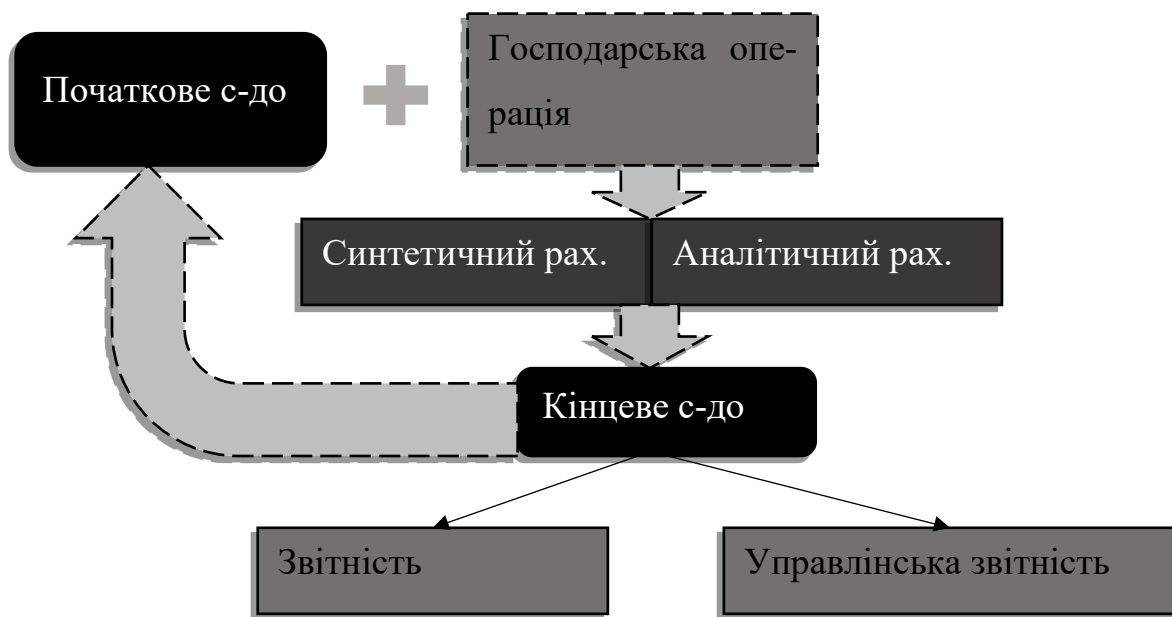 Початкове с-до
Господарська опе-
рація
Синтетичний рах.
Аналітичний рах.
Кінцеве с-до
Звітність
Управлінська звітність